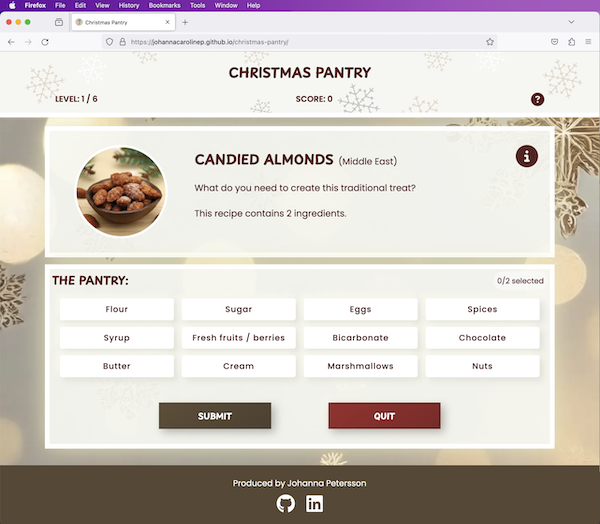 Firefox File Edit View History Bookmarks Tools Window Help
Christmas Pantry
https://johannacarolinep.github.io/christmas-pantry/
CHRISTMAS PANTRY
LEVEL: 1 / 6 SCORE: 0 ?
CANDIED ALMONDS (Middle East) i
What do you need to create this traditional treat?
This recipe contains 2 ingredients.
THE PANTRY: 0/2 selected
Flour Sugar Eggs Spices
Syrup Fresh fruits / berries Bicarbonate Chocolate
Butter Cream Marshmallows Nuts
SUBMIT QUIT
Produced by Johanna Petersson
in